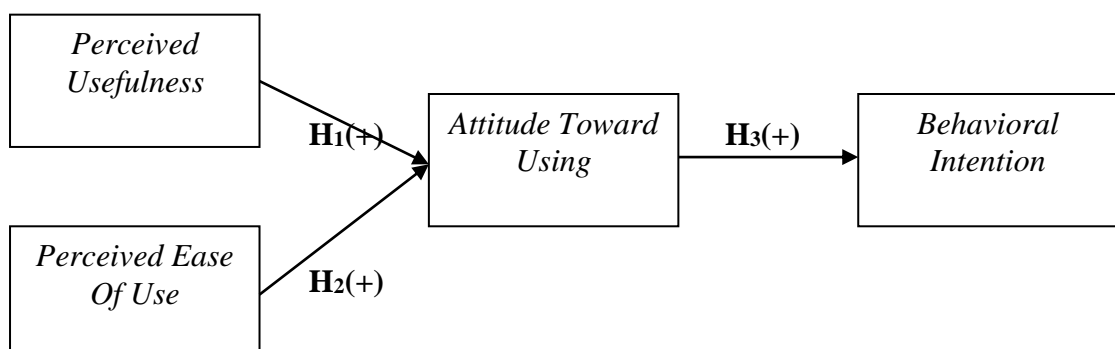 Perceived
Usefulness
H1(+)
Attitude Toward
Using
H3(+)
Behavioral
Intention
Perceived Ease
Of Use
H2(+)